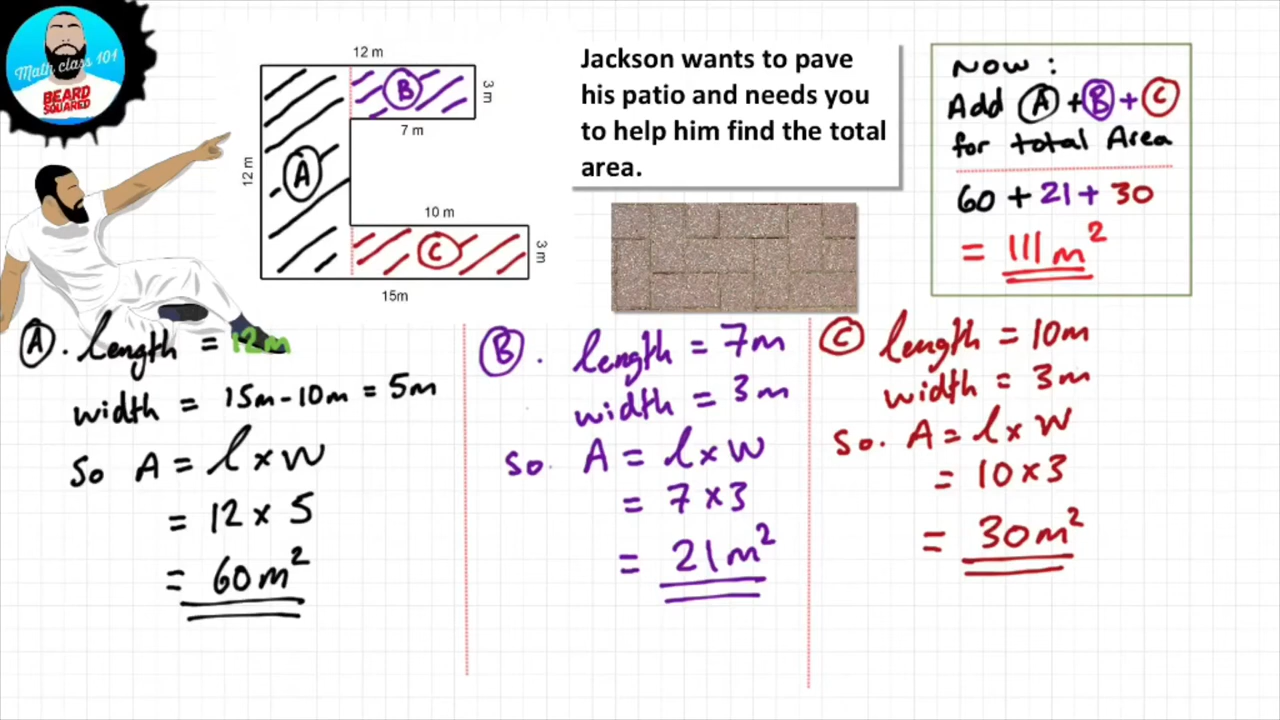 Math class 101
BEARD
SQUARED
12 m
B
3 m
7 m
A
12 m
10 m
C
3 m
15m
Jackson wants to pave
his patio and needs you
to help him find the total
area.
Now :
Add A + B + C
for total Area
60 + 21 + 30
= 111m²
A. length = 12m
width = 15m - 10m = 5m
So A = l x w
= 12 x 5
= 60m²
B. length = 7m
width = 3m
So. A = l x w
= 7 x 3
= 21m²
C length = 10m
width = 3m
So. A = l x w
= 10 x 3
= 30m²